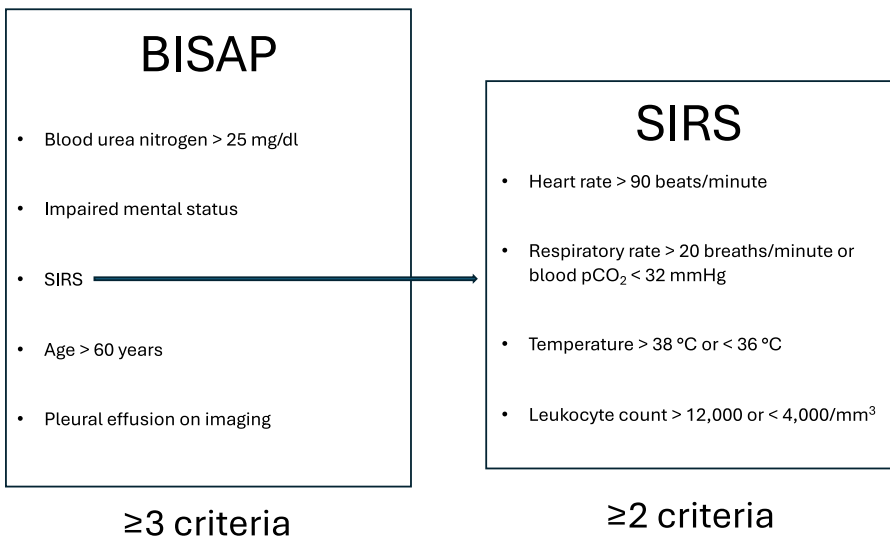 BISAP
• Blood urea nitrogen > 25 mg/dl
• Impaired mental status
• SIRS
• Age > 60 years
• Pleural effusion on imaging
≥3 criteria
SIRS
• Heart rate > 90 beats/minute
• Respiratory rate > 20 breaths/minute or
blood pCO₂ < 32 mmHg
• Temperature > 38 °C or < 36 °C
• Leukocyte count > 12,000 or < 4,000/mm³
≥2 criteria